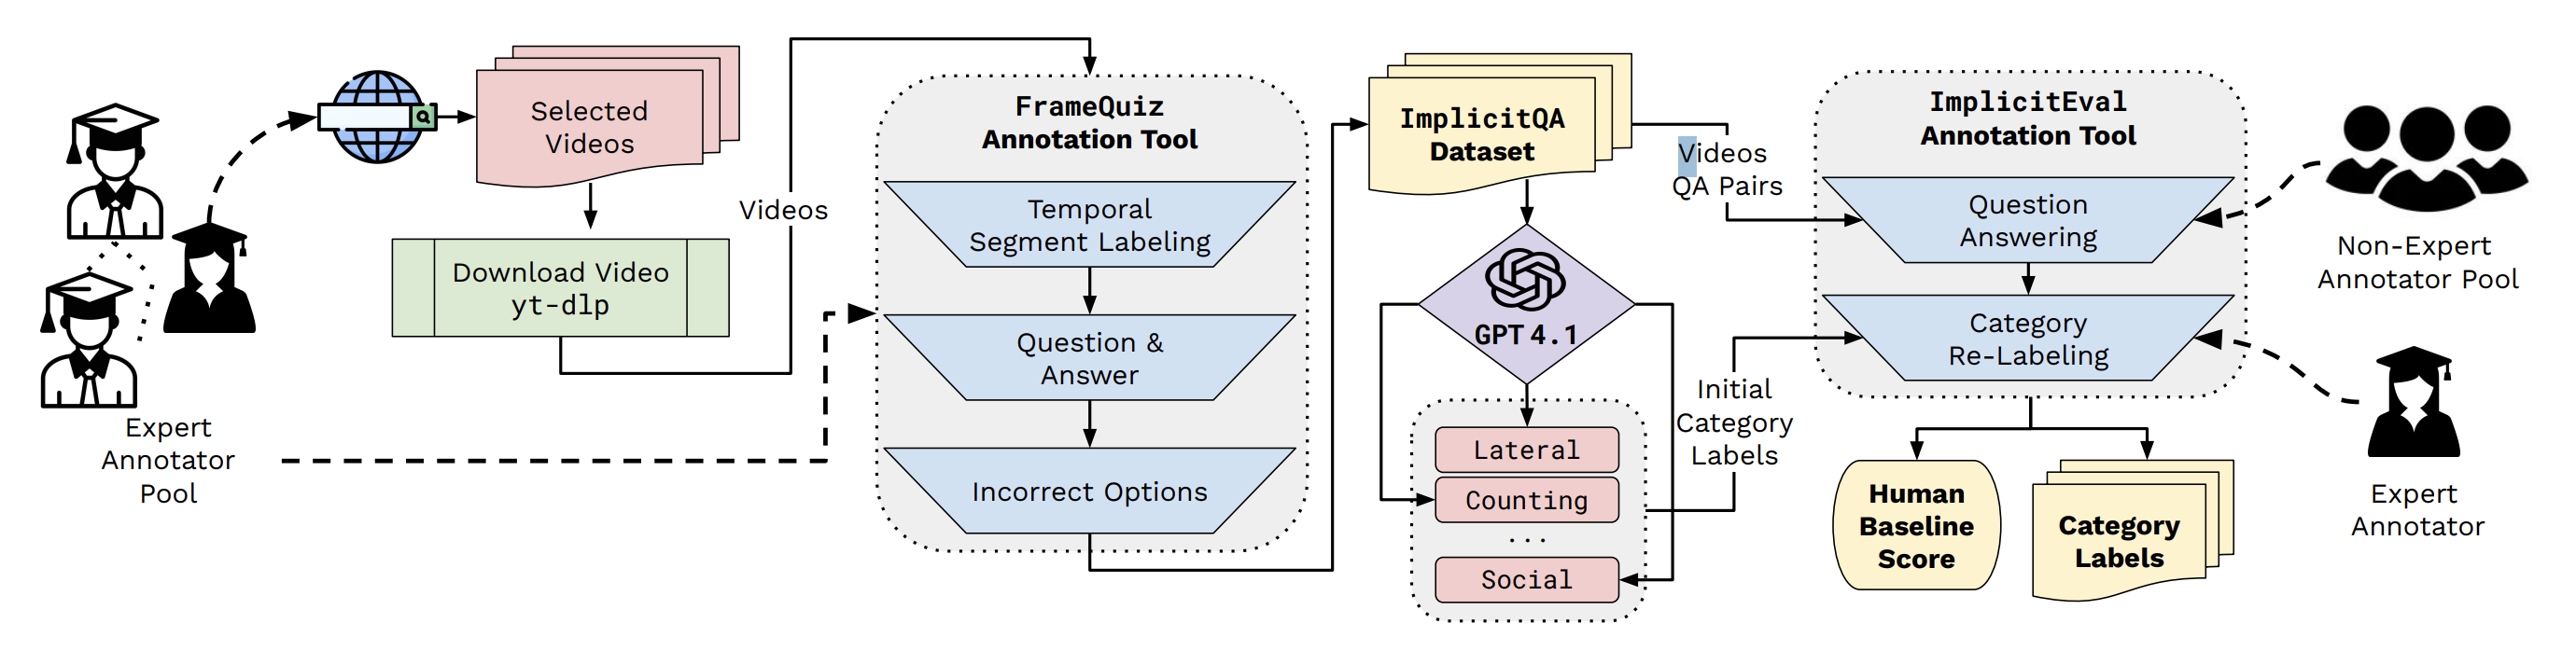 Expert
Annotator
Pool
Selected
Videos
Download Video
yt-dlp
Videos
FrameQuiz
Annotation Tool
Temporal
Segment Labeling
Question &
Answer
Incorrect Options
ImplicitQA
Dataset
Videos
QA Pairs
GPT 4.1
Lateral
Counting
...
Social
Initial
Category
Labels
ImplicitEval
Annotation Tool
Question
Answering
Category
Re-Labeling
Human
Baseline
Score
Category
Labels
Non-Expert
Annotator Pool
Expert
Annotator